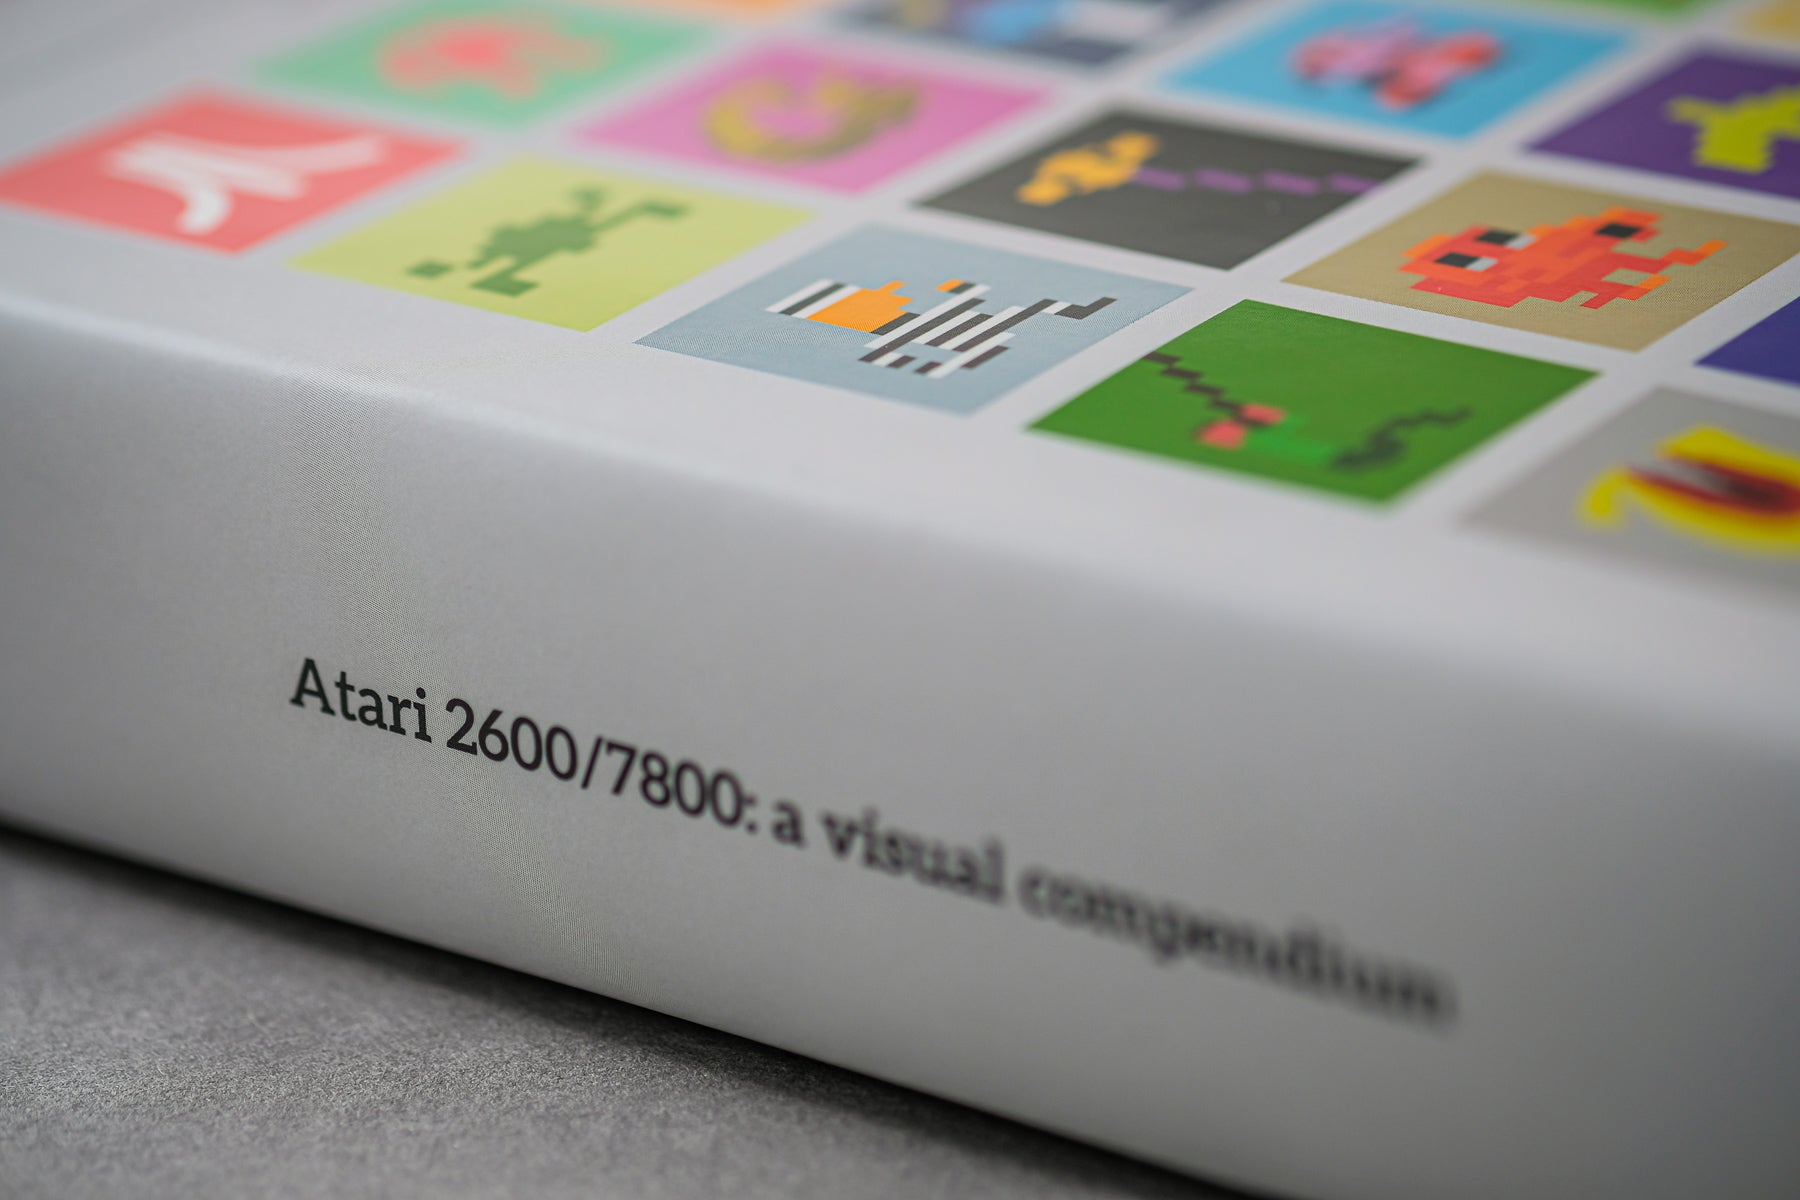 Atari 2600/7800: a visual compendium